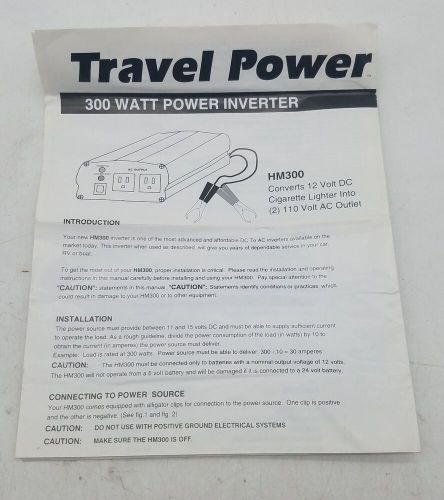 Travel Power
300 WATT POWER INVERTER
AC OUTPUT
HM300
Converts 12 Volt DC
Cigarette Lighter Into
(2) 110 Volt AC Outlet
INTRODUCTION
Your new HM300 inverter is one of the most advanced and affordable DC To AC inverters available on the
market today. This inverter when used as described, will give you years of dependable service in your car,
RV or boat.
To get the most out of your HM300, proper installation is critical. Please read the installation and operating
instructions in this manual carefully before installing and using your HM300. Pay special attention to the
"CAUTION": statements in this manual. "CAUTION": Statements identify conditions or practices which
could result in damage to your HM300 or to other equipment.
INSTALLATION
The power source must provide between 11 and 15 volts DC and must be able to supply sufficient current
to operate the load. As a rough guideline, divide the power consumption of the load (in watts) by 10 to
obtain the current (in amperes) the power source must deliver.
Example: Load is rated at 300 watts. Power source must be able to deliver: 300 ÷ 10 = 30 amperes
CAUTION: The HM300 must be connected only to batteries with a nominal output voltage of 12 volts.
The HM300 will not operate from a 6 volt battery and will be damaged if it is connected to a 24 volt battery.
CONNECTING TO POWER SOURCE
Your HM300 comes equipped with alligator clips for connection to the power source. One clip is positive
and the other is negative. (See fig.1 and fig. 2)
CAUTION: DO NOT USE WITH POSITIVE GROUND ELECTRICAL SYSTEMS
CAUTION: MAKE SURE THE HM300 IS OFF.